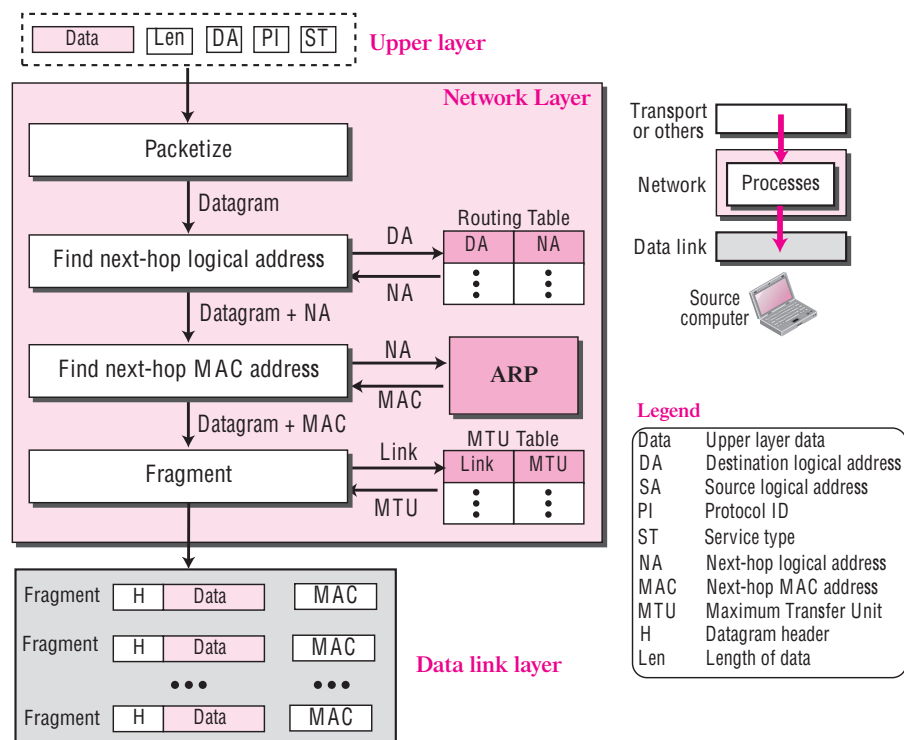 Data Len DA PI ST
Upper layer
Network Layer
Packetize
Datagram
Find next-hop logical address
DA
NA
Routing Table
DA NA
Datagram + NA
Find next-hop MAC address
NA
MAC
ARP
Datagram + MAC
Fragment
Link
MTU
MTU Table
Link MTU
Fragment H Data MAC
Fragment H Data MAC
Fragment H Data MAC
Data link layer
Transport
or others
Network
Processes
Data link
Source
computer
Legend
Data Upper layer data
DA Destination logical address
SA Source logical address
PI Protocol ID
ST Service type
NA Next-hop logical address
MAC Next-hop MAC address
MTU Maximum Transfer Unit
H Datagram header
Len Length of data